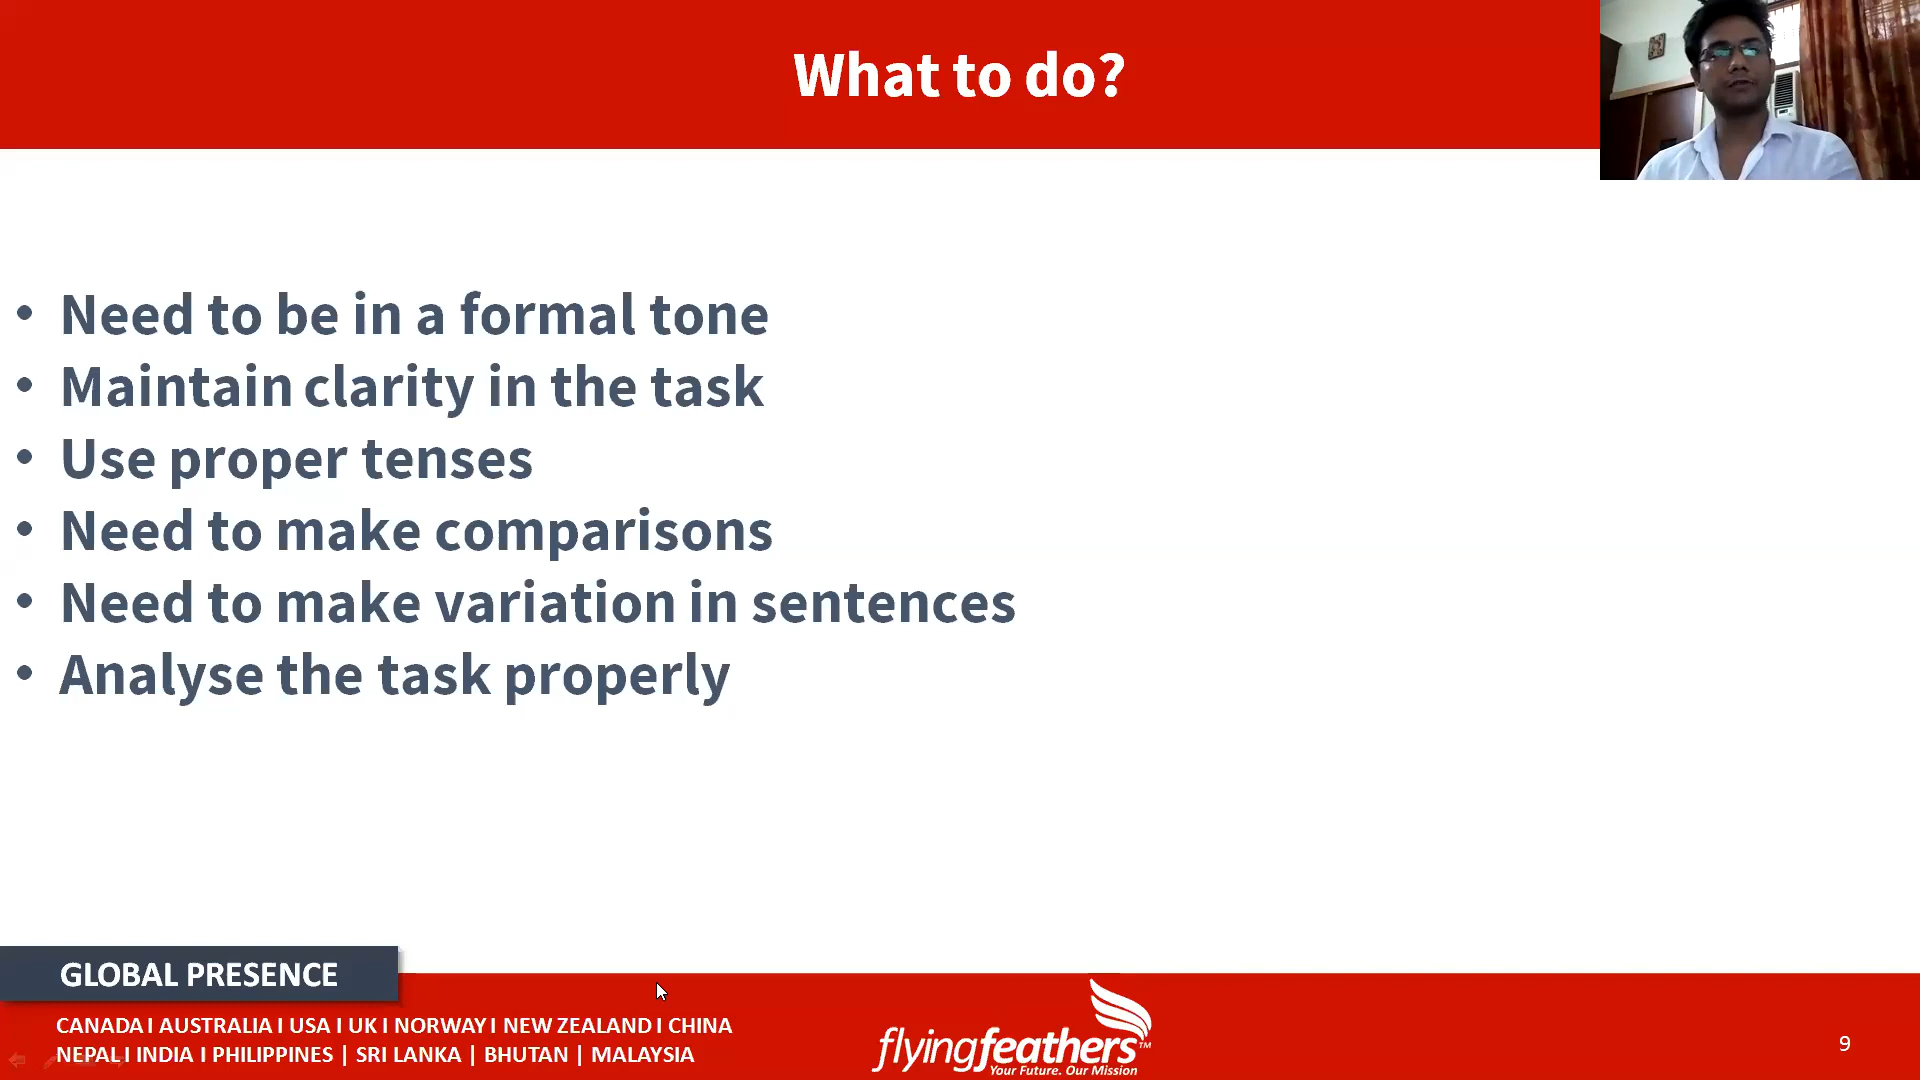 What to do?
• Need to be in a formal tone
• Maintain clarity in the task
• Use proper tenses
• Need to make comparisons
• Need to make variation in sentences
• Analyse the task properly
GLOBAL PRESENCE
CANADA I AUSTRALIA I USA I UK I NORWAY I NEW ZEALAND I CHINA
NEPAL I INDIA I PHILIPPINES | SRI LANKA | BHUTAN | MALAYSIA
flyingfeathers™
Your Future. Our Mission
9